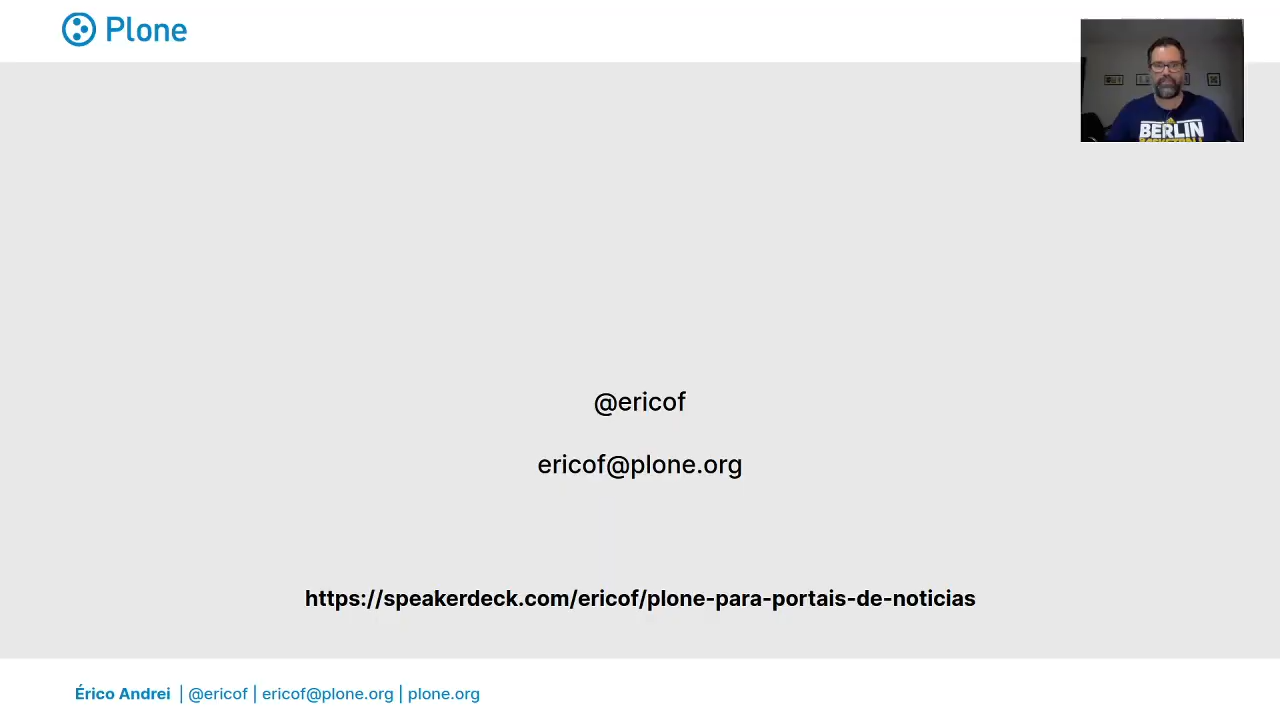 Plone
BERLIN
BASKETBALL
@ericof
ericof@plone.org
https://speakerdeck.com/ericof/plone-para-portais-de-noticias
Érico Andrei | @ericof | ericof@plone.org | plone.org